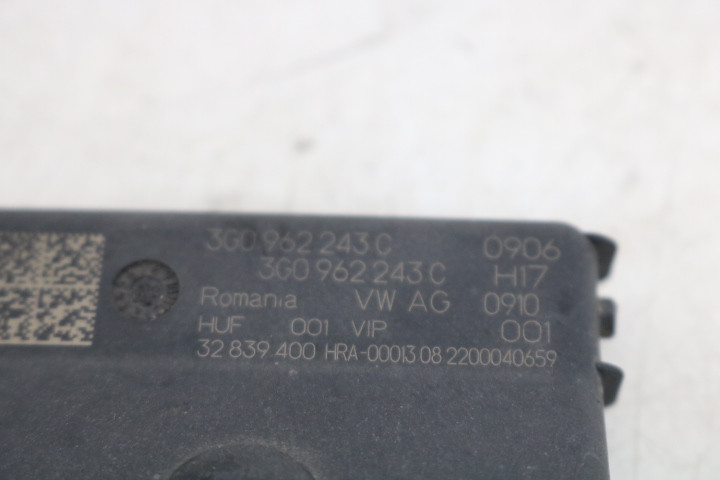 3G0 962 243 C 0906
3G0 962 243 C H17
Romania VW AG 0910
HUF 001 VIP 001
32 839 400 HRA-00013 08 2200040659